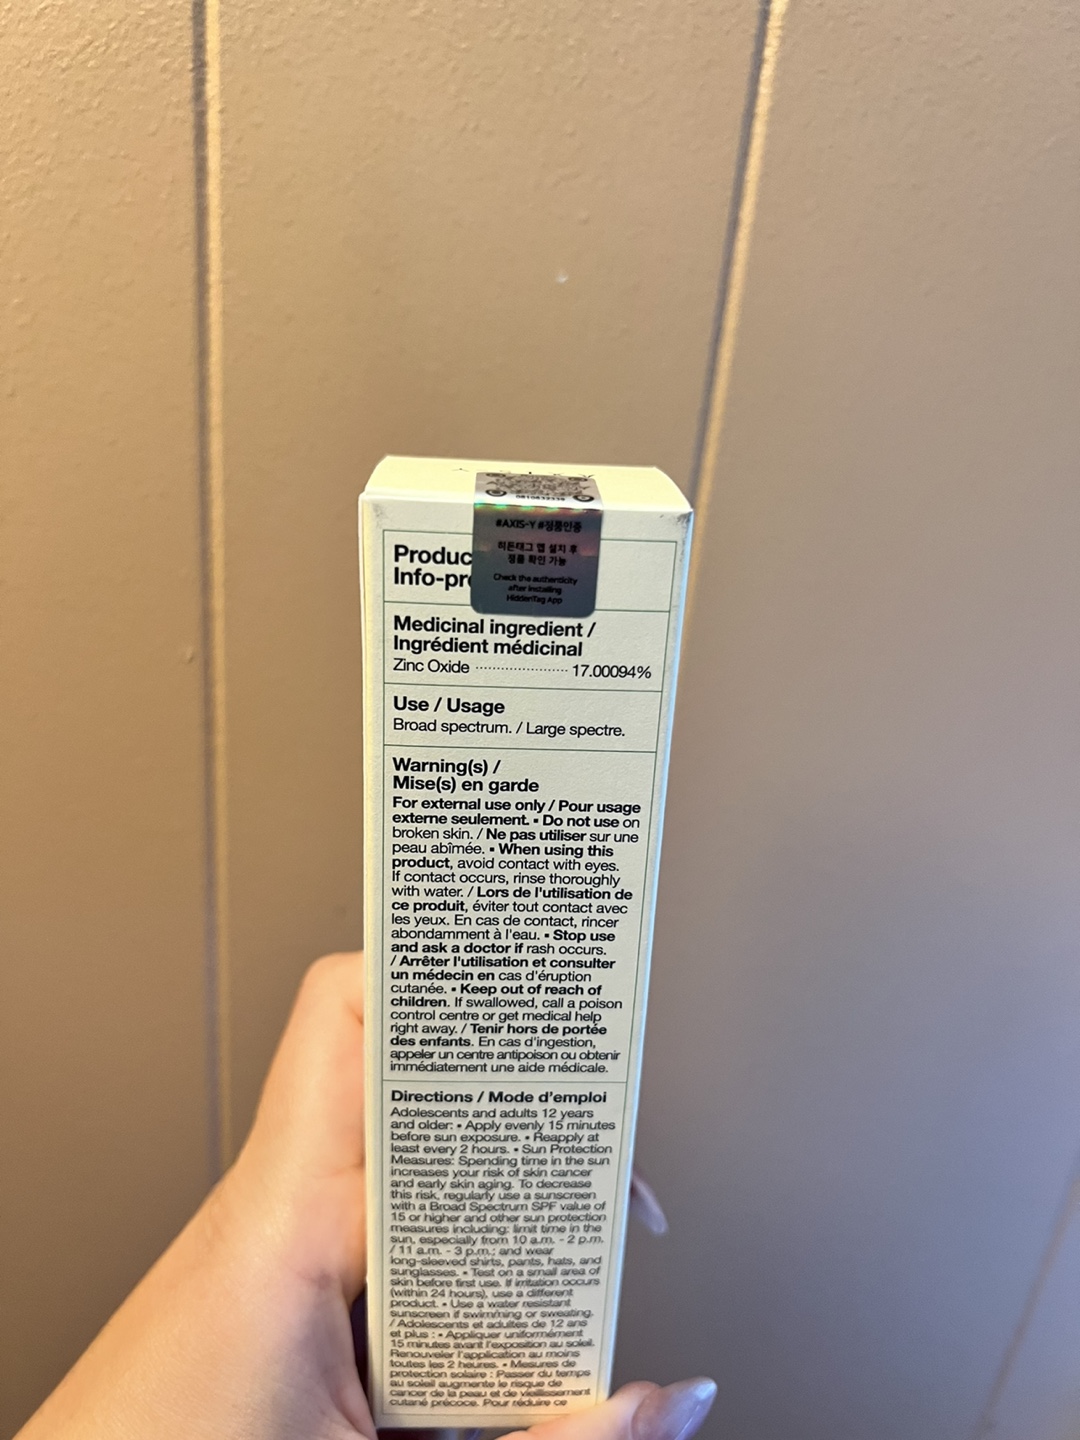 0810632339
#AXIS-Y #정품인증
히든태그 앱 설치 후
정품 확인 가능
Check the authenticity
after installing
HiddenTag App
Produc
Info-pr
Medicinal ingredient /
Ingrédient médicinal
Zinc Oxide ...................... 17.00094%
Use / Usage
Broad spectrum. / Large spectre.
Warning(s) /
Mise(s) en garde
For external use only / Pour usage
externe seulement. ▪ Do not use on
broken skin. / Ne pas utiliser sur une
peau abîmée. ▪ When using this
product, avoid contact with eyes.
If contact occurs, rinse thoroughly
with water. / Lors de l'utilisation de
ce produit, éviter tout contact avec
les yeux. En cas de contact, rincer
abondamment à l'eau. ▪ Stop use
and ask a doctor if rash occurs.
/ Arrêter l'utilisation et consulter
un médecin en cas d'éruption
cutanée. ▪ Keep out of reach of
children. If swallowed, call a poison
control centre or get medical help
right away. / Tenir hors de portée
des enfants. En cas d'ingestion,
appeler un centre antipoison ou obtenir
immédiatement une aide médicale.
Directions / Mode d'emploi
Adolescents and adults 12 years
and older: ▪ Apply evenly 15 minutes
before sun exposure. ▪ Reapply at
least every 2 hours. ▪ Sun Protection
Measures: Spending time in the sun
increases your risk of skin cancer
and early skin aging. To decrease
this risk, regularly use a sunscreen
with a Broad Spectrum SPF value of
15 or higher and other sun protection
measures including: limit time in the
sun, especially from 10 a.m. - 2 p.m.
/ 11 a.m. - 3 p.m.; and wear
long-sleeved shirts, pants, hats, and
sunglasses. ▪ Test on a small area of
skin before first use. If irritation occurs
(within 24 hours), use a different
product. ▪ Use a water resistant
sunscreen if swimming or sweating.
/ Adolescents et adultes de 12 ans
et plus : ▪ Appliquer uniformément
15 minutes avant l'exposition au soleil.
Renouveler l'application au moins
toutes les 2 heures. ▪ Mesures de
protection solaire : Passer du temps
au soleil augmente le risque de
cancer de la peau et de vieillissement
cutané précoce. Pour réduire ce